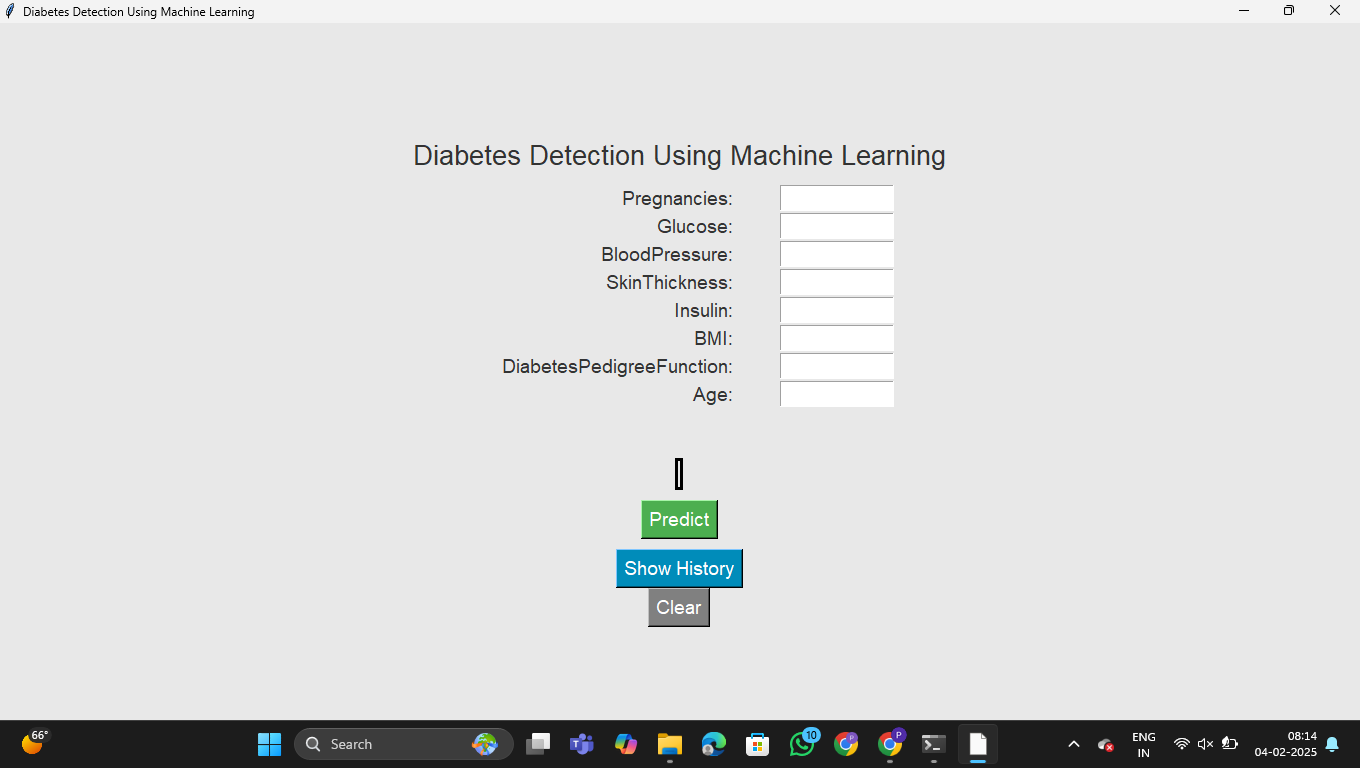 Diabetes Detection Using Machine Learning
Diabetes Detection Using Machine Learning
Pregnancies:
Glucose:
BloodPressure:
SkinThickness:
Insulin:
BMI:
DiabetesPedigreeFunction:
Age:
Predict
Show History
Clear
66°
Search
10
P
P
ENG
IN
08:14
04-02-2025